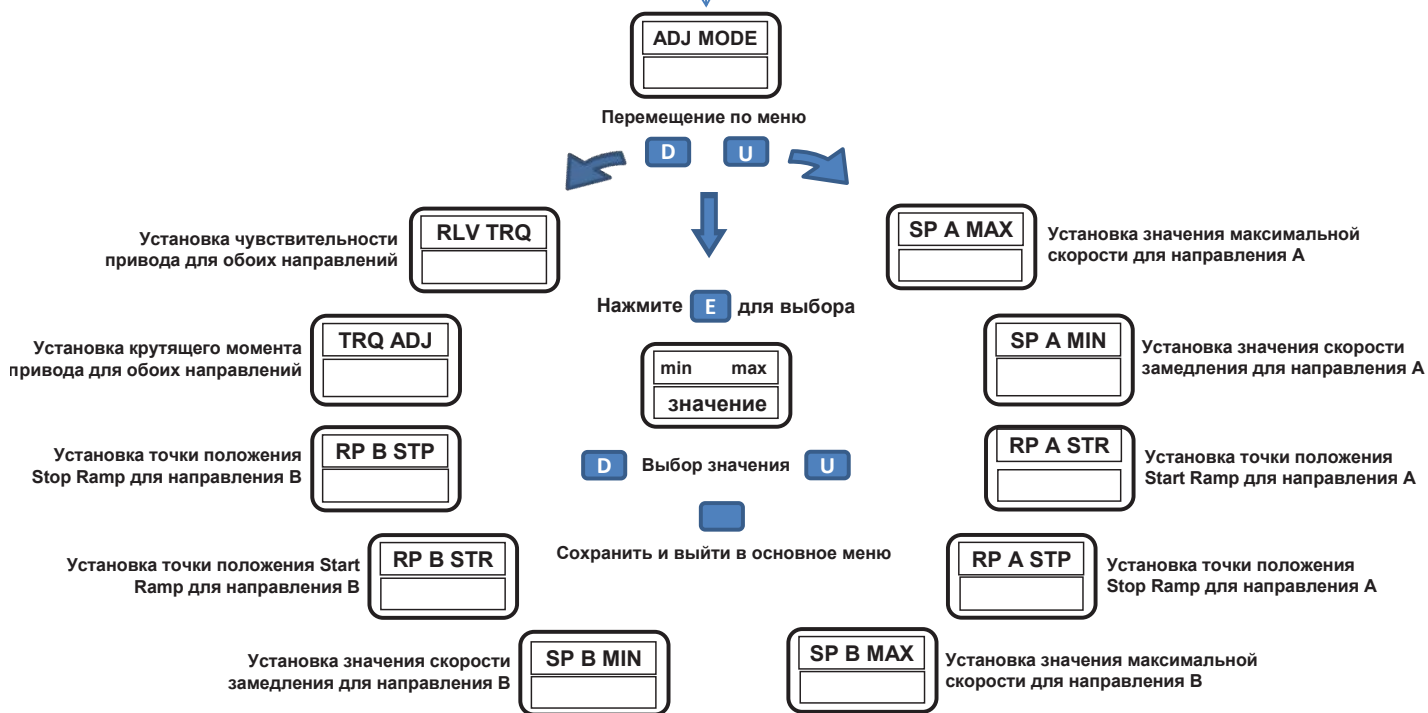 ADJ MODE
Перемещение по меню
D U
RLV TRQ
Установка чувствительности
привода для обоих направлений
SP A MAX
Установка значения максимальной
скорости для направления A
Нажмите E для выбора
TRQ ADJ
Установка крутящего момента
привода для обоих направлений
min max
значение
SP A MIN
Установка значения скорости
замедления для направления A
RP B STP
Установка точки положения
Stop Ramp для направления B
D Выбор значения U
RP A STR
Установка точки положения
Start Ramp для направления A
Сохранить и выйти в основное меню
RP B STR
Установка точки положения Start
Ramp для направления B
RP A STP
Установка точки положения
Stop Ramp для направления A
SP B MIN
Установка значения скорости
замедления для направления B
SP B MAX
Установка значения максимальной
скорости для направления B